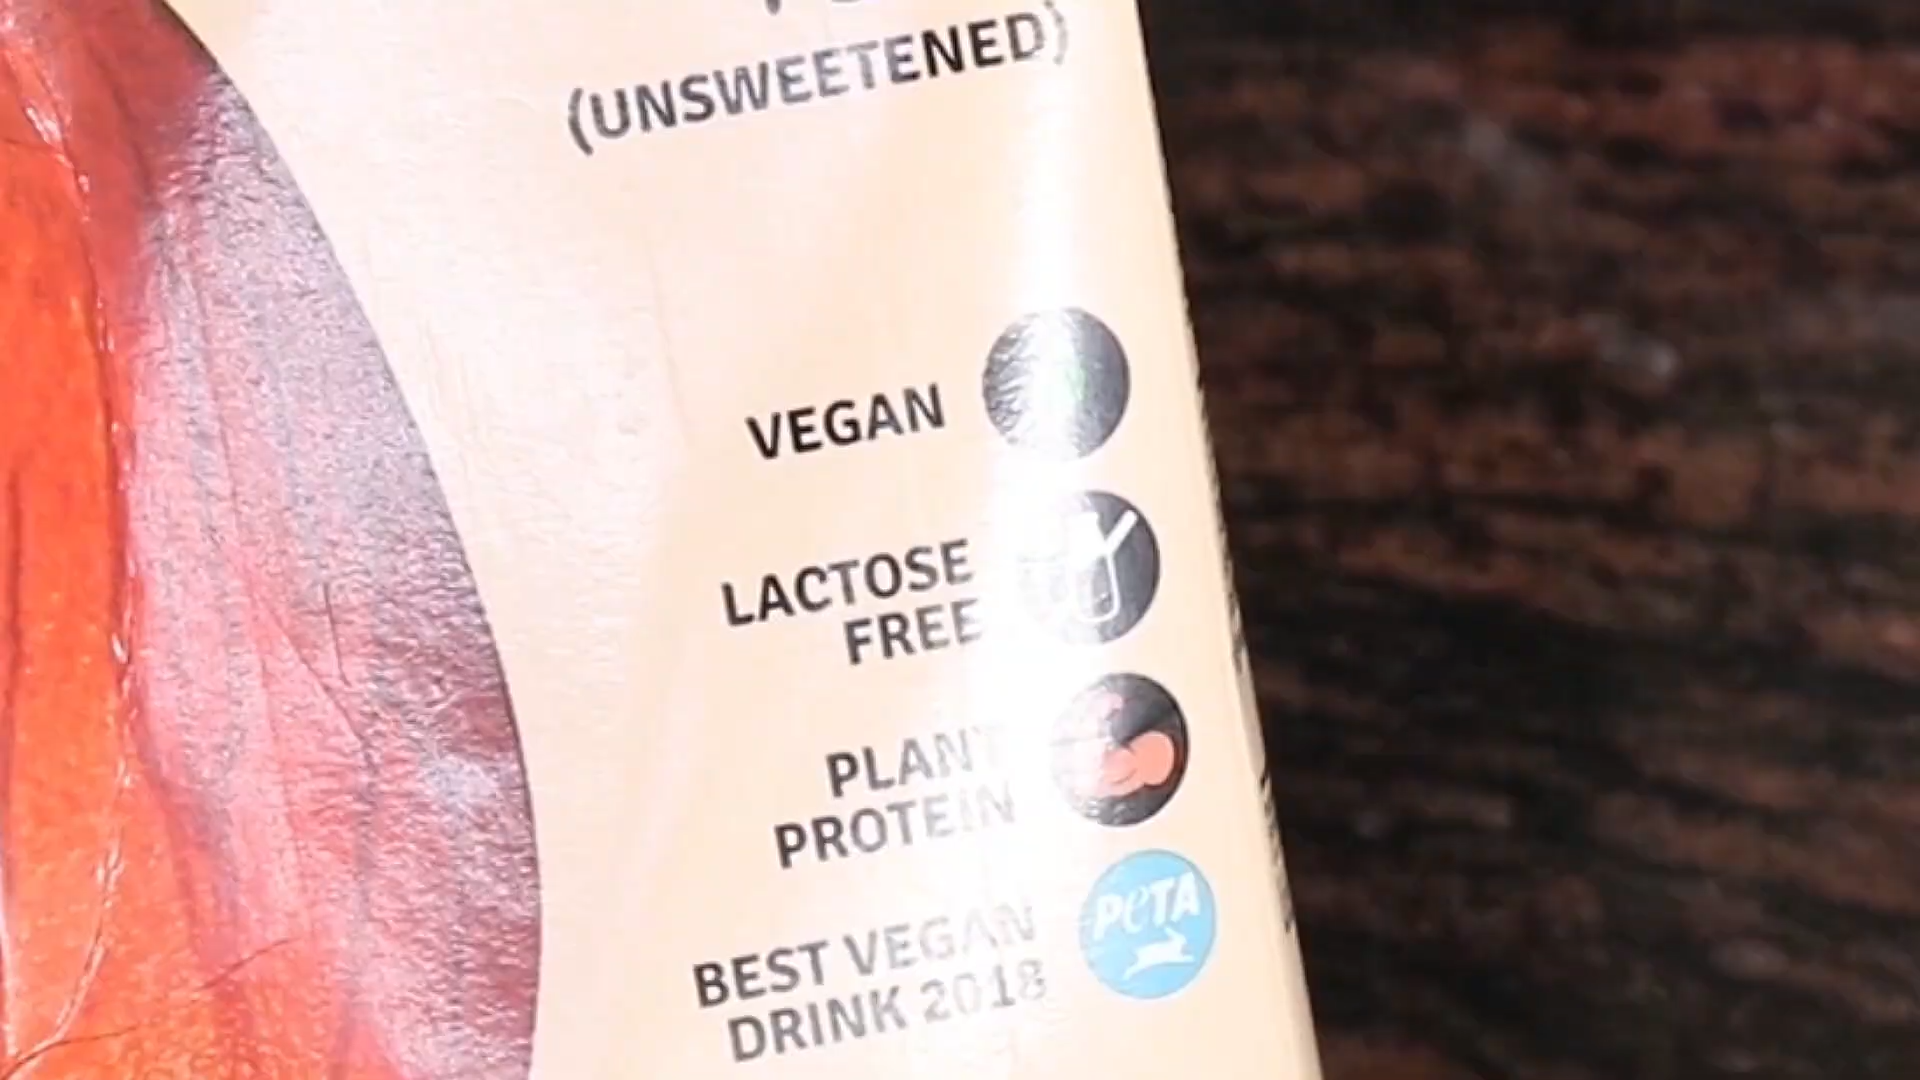 (UNSWEETENED)
VEGAN
LACTOSE
FREE
PLANT
PROTEIN
BEST VEGAN
DRINK 2018
PeTA